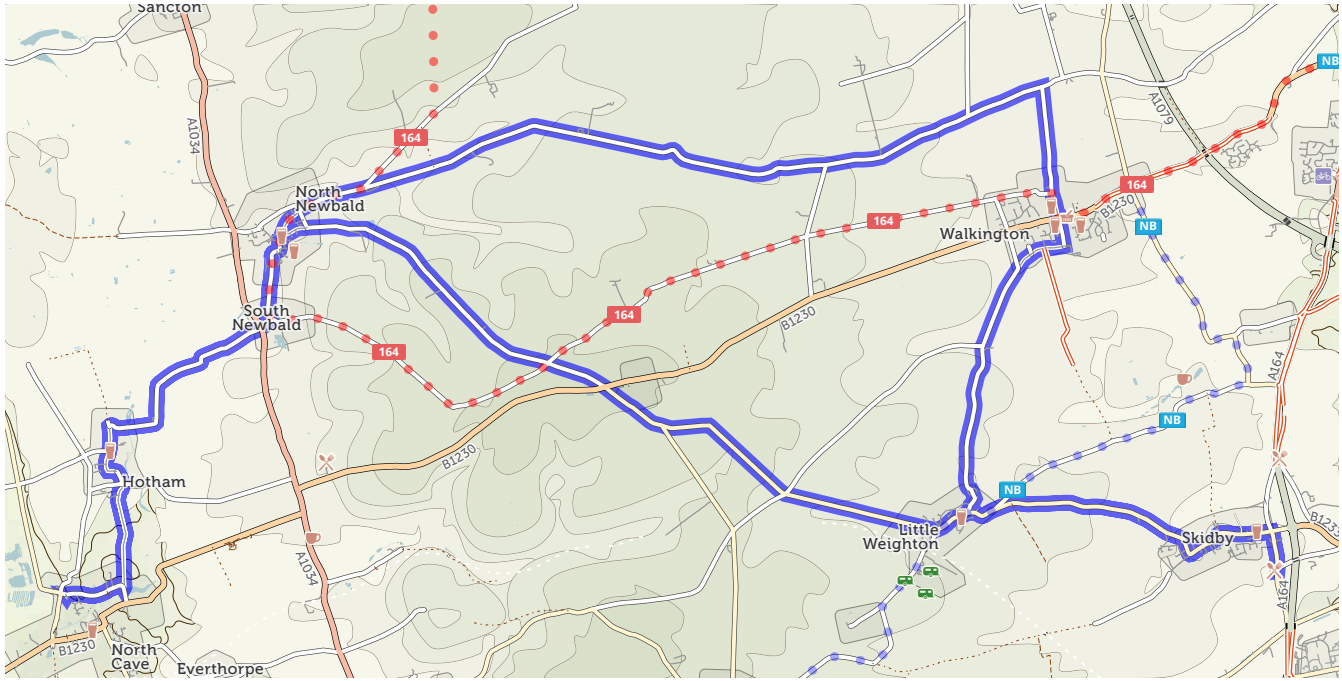 Sancton
NB
A1079
A1034
164
164
North
Newbald
B1230
164
NB
Walkington
South
Newbald
164
B1230
164
A164
NB
B1230
Hotham
NB
B123
Little
Weighton
Skidby
A1034
A164
B1230
North
Cave
Everthorpe